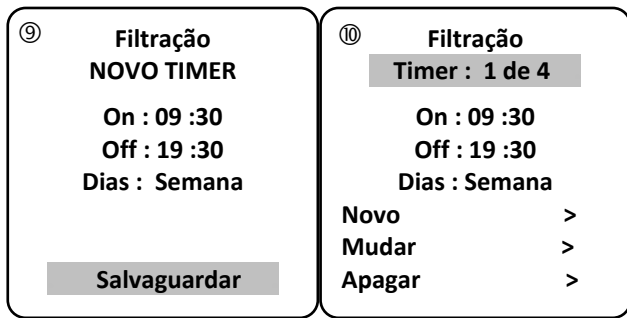 ⑨
Filtração
NOVO TIMER
On : 09 :30
Off : 19 :30
Dias : Semana
Salvaguardar
⑩
Filtração
Timer : 1 de 4
On : 09 :30
Off : 19 :30
Dias : Semana
Novo >
Mudar >
Apagar >